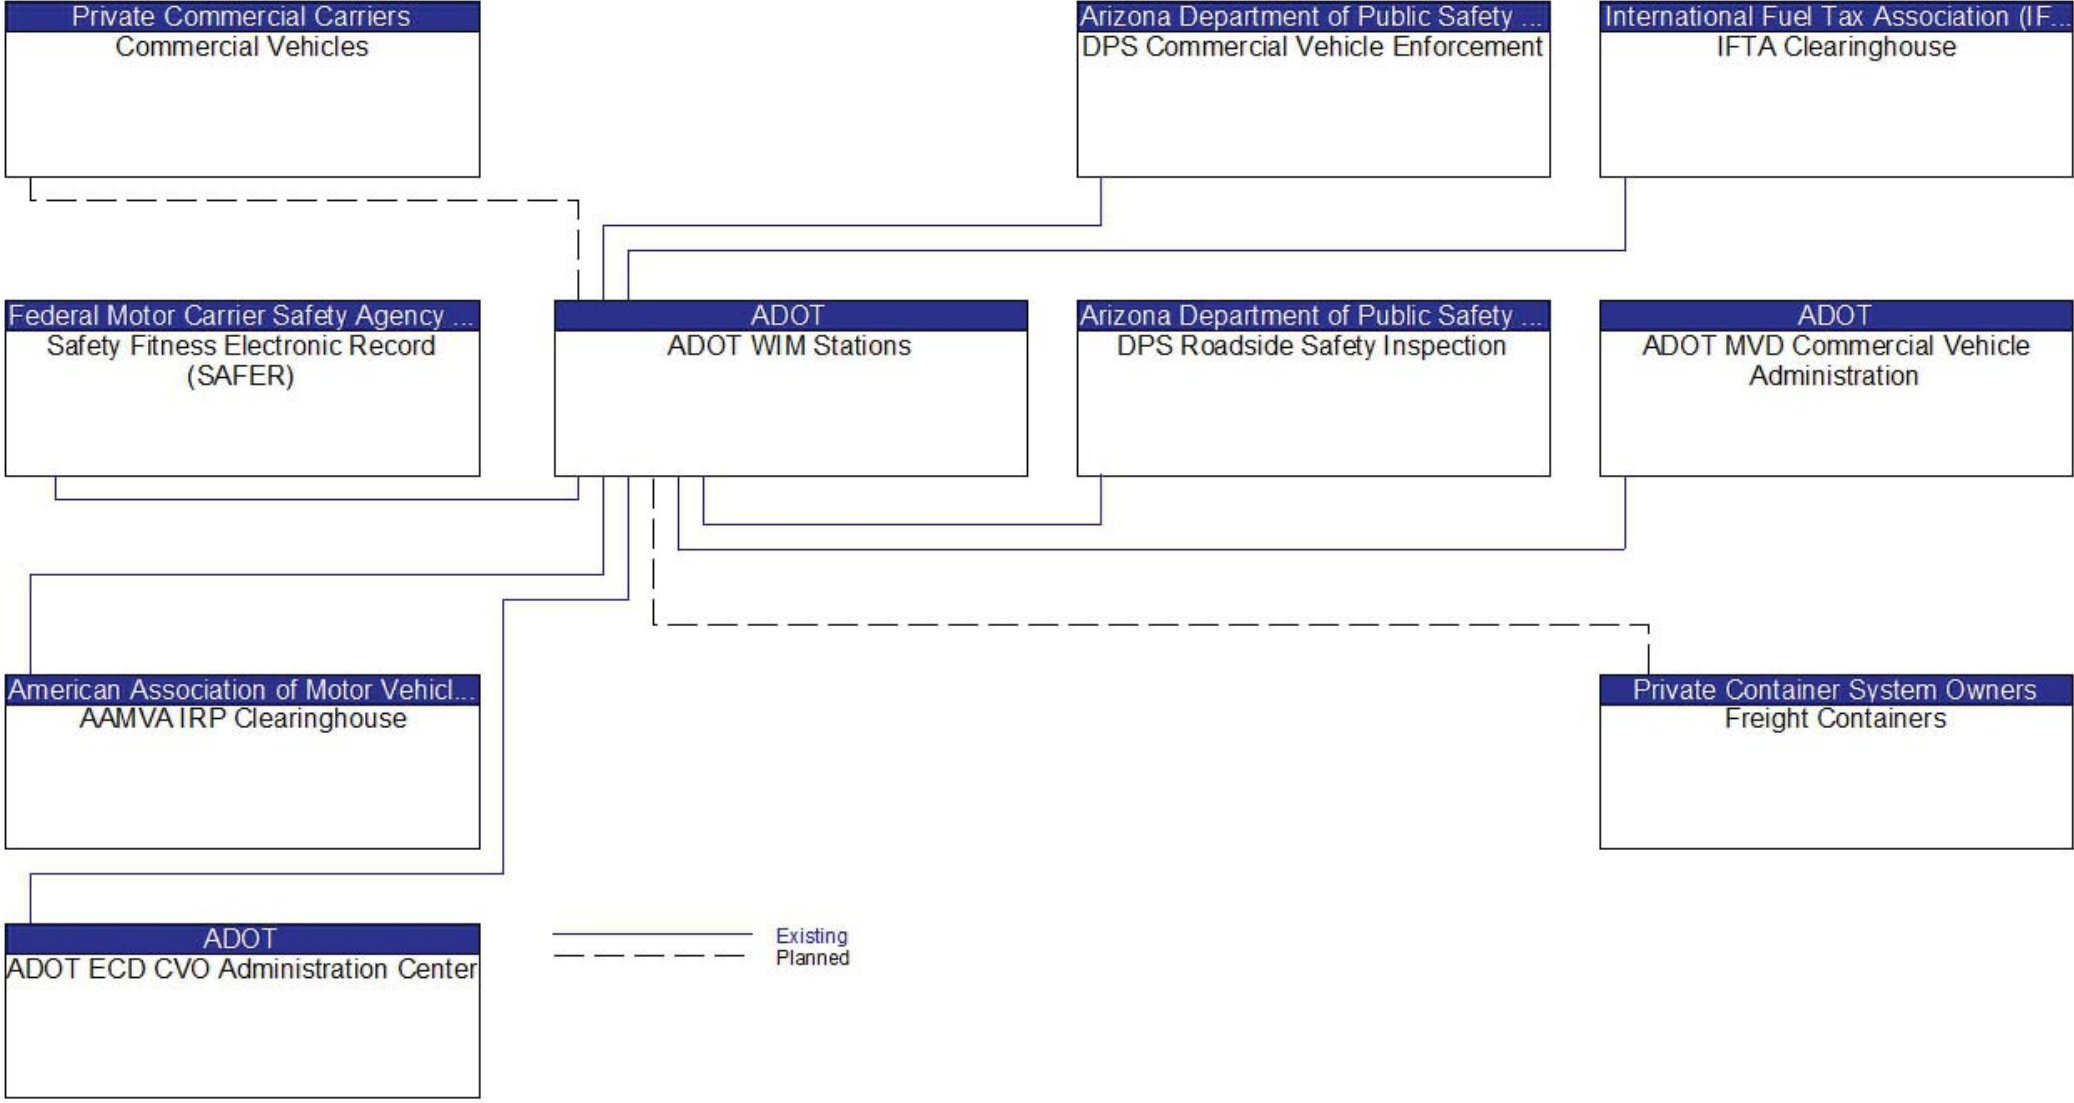 Private Commercial Carriers
Commercial Vehicles
Arizona Department of Public Safety ...
DPS Commercial Vehicle Enforcement
International Fuel Tax Association (IF...
IFTA Clearinghouse
Federal Motor Carrier Safety Agency ...
Safety Fitness Electronic Record
(SAFER)
ADOT
ADOT WIM Stations
Arizona Department of Public Safety ...
DPS Roadside Safety Inspection
ADOT
ADOT MVD Commercial Vehicle
Administration
American Association of Motor Vehicl...
AAMVA IRP Clearinghouse
Private Container System Owners
Freight Containers
ADOT
ADOT ECD CVO Administration Center
Existing
Planned